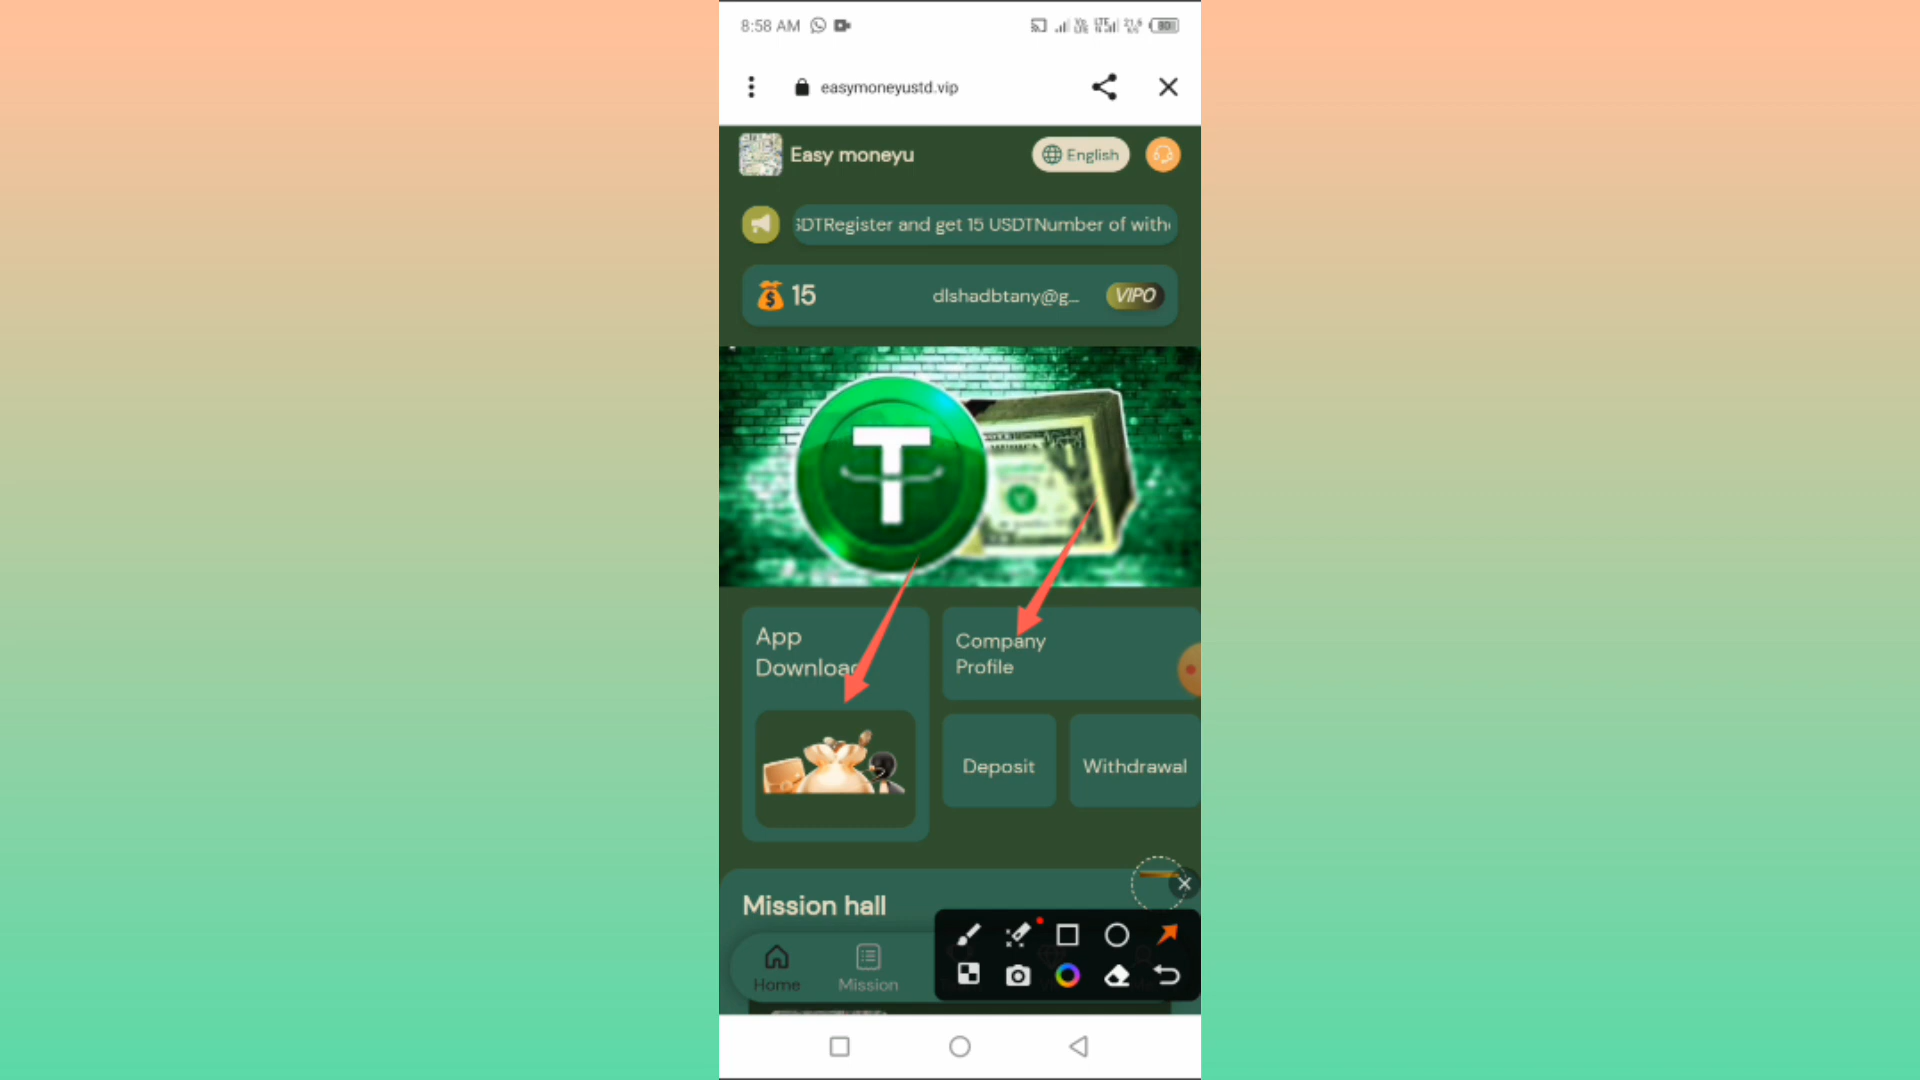 8:58 AM
easymoneyustd.vip
Easy moneyu
English
SDTRegister and get 15 USDTNumber of with
15
dlshadbtany@g...
VIP0
App
Download
Company
Profile
Deposit
Withdrawal
Mission hall
Home
Mission